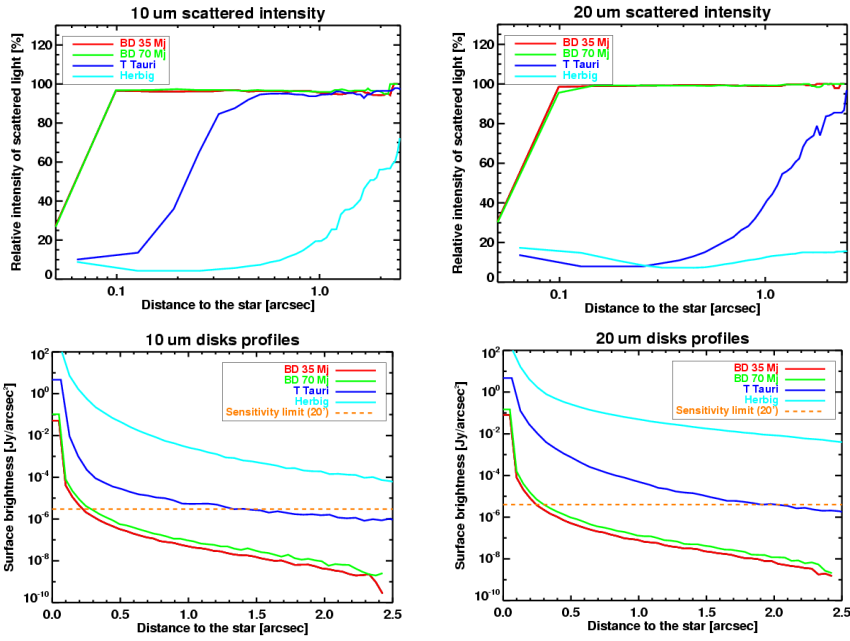 10 um scattered intensity
Relative intensity of scattered light [%]
120
100
80
60
40
20
0
BD 35 Mj
BD 70 Mj
T Tauri
Herbig
0.1
1.0
Distance to the star [arcsec]
20 um scattered intensity
Relative intensity of scattered light [%]
120
100
80
60
40
20
0
BD 35 Mj
BD 70 Mj
T Tauri
Herbig
0.1
1.0
Distance to the star [arcsec]
10 um disks profiles
Surface brightness [Jy/arcsec²]
10²
10⁰
10⁻²
10⁻⁴
10⁻⁶
10⁻⁸
10⁻¹⁰
BD 35 Mj
BD 70 Mj
T Tauri
Herbig
Sensitivity limit (20')
0.0 0.5 1.0 1.5 2.0 2.5
Distance to the star [arcsec]
20 um disks profiles
Surface brightness [Jy/arcsec²]
10²
10⁰
10⁻²
10⁻⁴
10⁻⁶
10⁻⁸
10⁻¹⁰
BD 35 Mj
BD 70 Mj
T Tauri
Herbig
Sensitivity limit (20')
0.0 0.5 1.0 1.5 2.0 2.5
Distance to the star [arcsec]